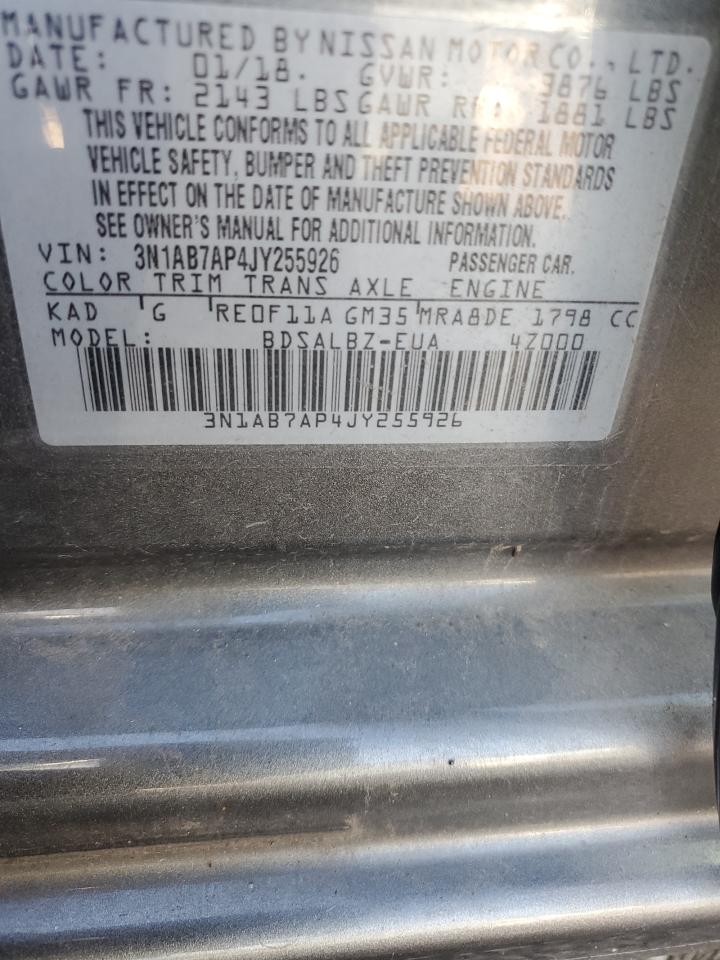 MANUFACTURED BY NISSAN MOTOR CO., LTD.
DATE: 01/18. GVWR: 3876 LBS
GAWR FR: 2143 LBS GAWR RR: 1881 LBS
THIS VEHICLE CONFORMS TO ALL APPLICABLE FEDERAL MOTOR
VEHICLE SAFETY, BUMPER AND THEFT PREVENTION STANDARDS
IN EFFECT ON THE DATE OF MANUFACTURE SHOWN ABOVE.
SEE OWNER'S MANUAL FOR ADDITIONAL INFORMATION.
VIN: 3N1AB7AP4JY255926 PASSENGER CAR.
COLOR TRIM TRANS AXLE ENGINE
KAD G RE0F11A GM35 MRA8DE 1798 CC
MODEL: BDSALBZ-EUA 4Z000
3N1AB7AP4JY255926